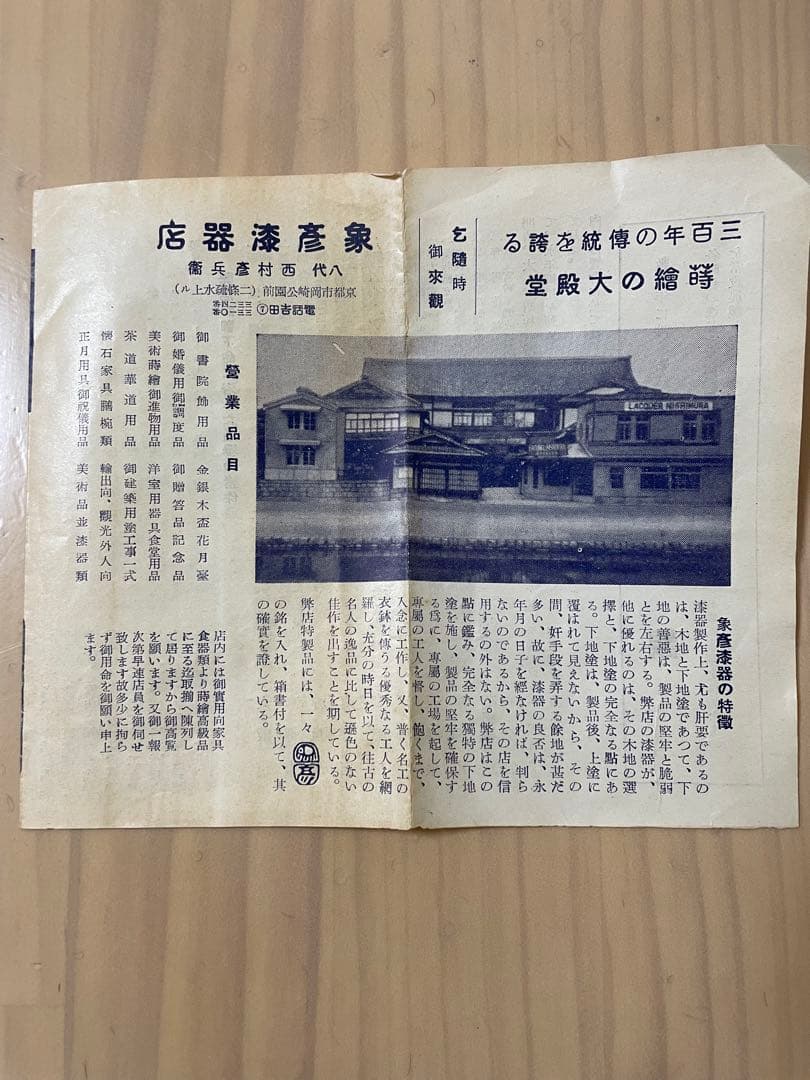 三百年の傳統を誇る
蒔繪の大殿堂
乞隨時
御來觀
象彥漆器店
八代 西村彥兵衞
京都市岡崎公園前(二條疏水上ル)
電話吉田⑦
三三二四番
三三一〇番
LACQUER NISHIMURA
象彥漆器の特徵
漆器製作上、尤も肝要であるの
は、木地と下地塗であつて、下
地の善惡は、製品の堅牢と脆弱
とを左右する。弊店の漆器が、
他に優れるのは、その木地の選
擇と、下地塗の完全なる點にあ
る。下地塗は、製品後、上塗に
覆はれて見えないから、その
間、奸手段を弄する餘地が甚だ
多い、故に、漆器の良否は、永
年月の日子を經なければ、判ら
ないのであるから、その店を信
用するの外はない。弊店はこの
點に鑑み、完全なる獨特の下地
塗を施し、製品の堅牢を確保す
る爲に、專屬の工場を起して、
專屬の工人を督し、飽くまで、
入念に工作し、又、普く名工の
衣鉢を傳うる優秀なる工人を網
羅し、充分の時日を以て、往古の
名人の逸品に比して遜色のない
佳作を出すことを期している。
弊店特製品には、一々
の銘を入れ、箱書付を以て、其
の確實を證している。
營業品目
御書院飾用品 金銀木盃花月臺
御婚儀用御調度品 御贈答品記念品
美術蒔繪御進物用品 洋室用器具食堂用品
茶道華道用品 御建築用塗工事一式
懷石家具膳椀類 輸出向、觀光外人向
正月用具御祝儀用品 美術品並漆器類
店內には御實用向家具
食器類より蒔繪高級品
に至る迄取揃へ陳列し
て居りますから御高覽
を願います。又御一報
次第早速店員を御伺せ
致します故多少に拘ら
ず御用命を御願い申上
ます。